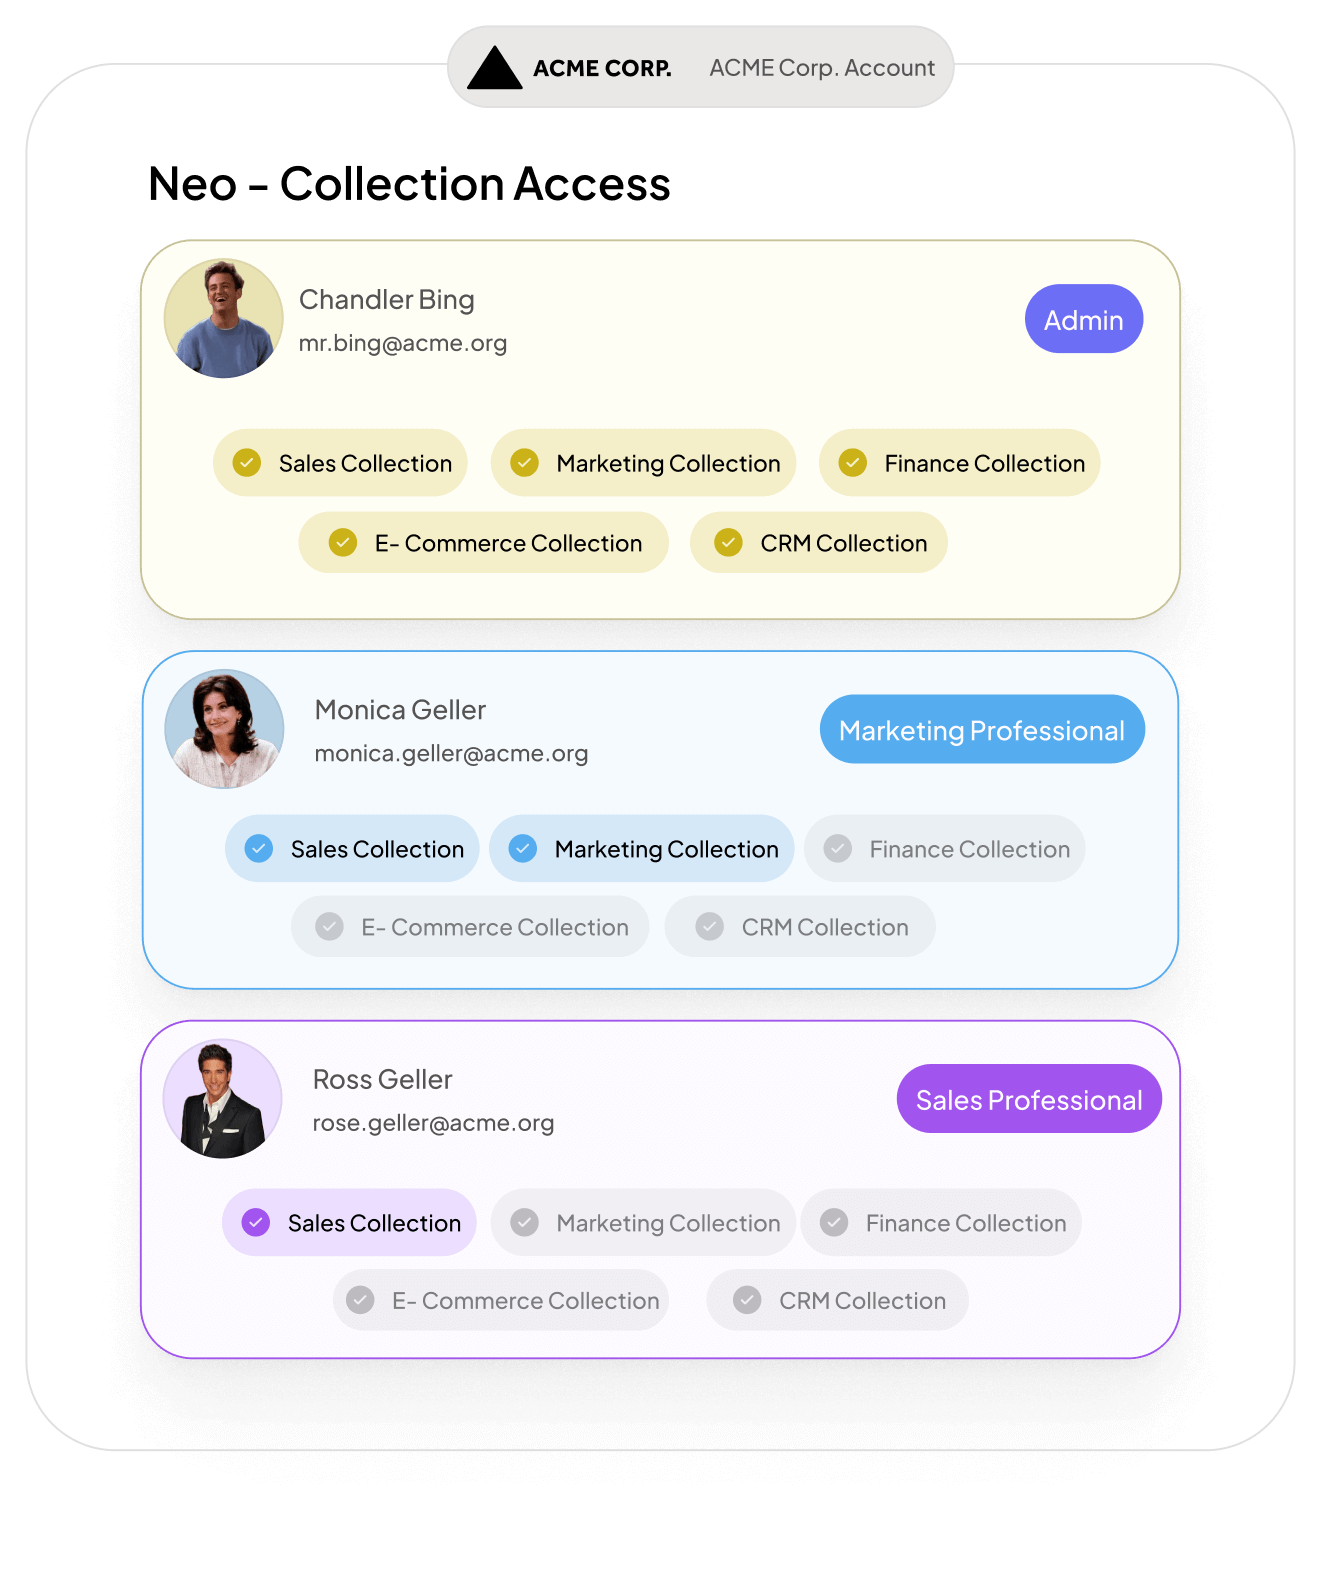 ACME CORP. ACME Corp. Account
Neo - Collection Access
Chandler Bing
Admin
mr.bing@acme.org
Sales Collection Marketing Collection Finance Collection
E- Commerce Collection CRM Collection
Monica Geller
Marketing Professional
monica.geller@acme.org
Sales Collection Marketing Collection Finance Collection
E- Commerce Collection CRM Collection
Ross Geller
Sales Professional
rose.geller@acme.org
Sales Collection Marketing Collection Finance Collection
E- Commerce Collection CRM Collection